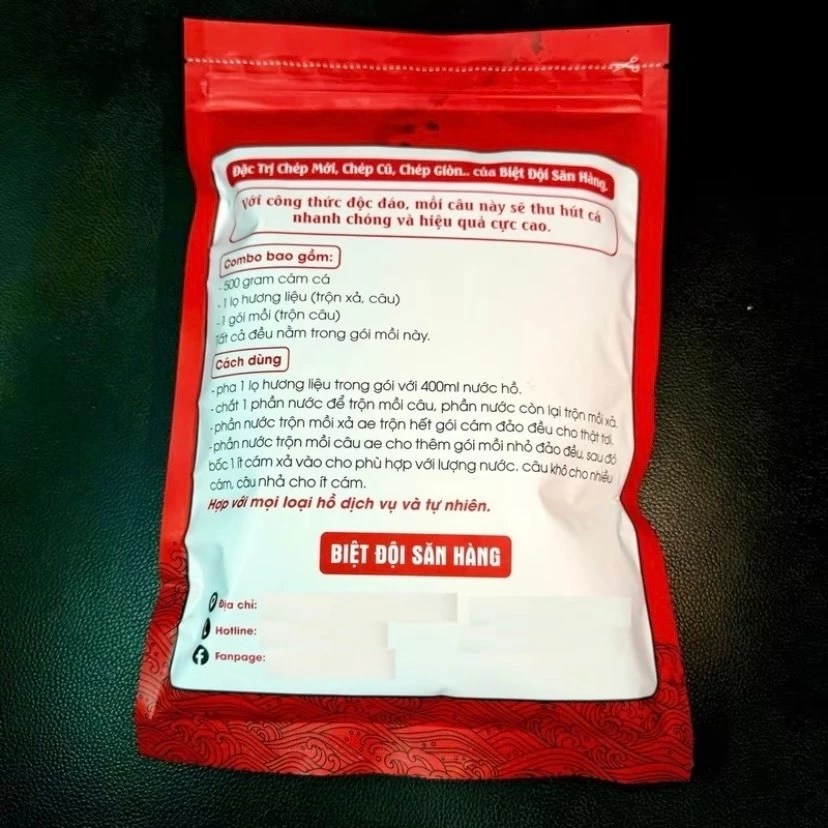 Đặc Trị Chép Mới, Chép Cũ, Chép Giòn.. của Biệt Đội Săn Hàng.
Với công thức độc đáo, mồi câu này sẽ thu hút cá
nhanh chóng và hiệu quả cực cao.
Combo bao gồm:
- 500 gram cám cá
- 1 lọ hương liệu (trộn xả, câu)
- 1 gói mồi (trộn câu)
Tất cả đều nằm trong gói mồi này.
Cách dùng
- pha 1 lọ hương liệu trong gói với 400ml nước hồ.
- chắt 1 phần nước để trộn mồi câu, phần nước còn lại trộn mồi xả.
- phần nước trộn mồi xả ae trộn hết gói cám đảo đều cho thật tơi.
- phần nước trộn mồi câu ae cho thêm gói mồi nhỏ đảo đều, sau đó
bốc 1 ít cám xả vào cho phù hợp với lượng nước. câu khô cho nhiều
cám, câu nhả cho ít cám.
Hợp với mọi loại hồ dịch vụ và tự nhiên.
BIỆT ĐỘI SĂN HÀNG
Địa chỉ:
Hotline:
Fanpage: